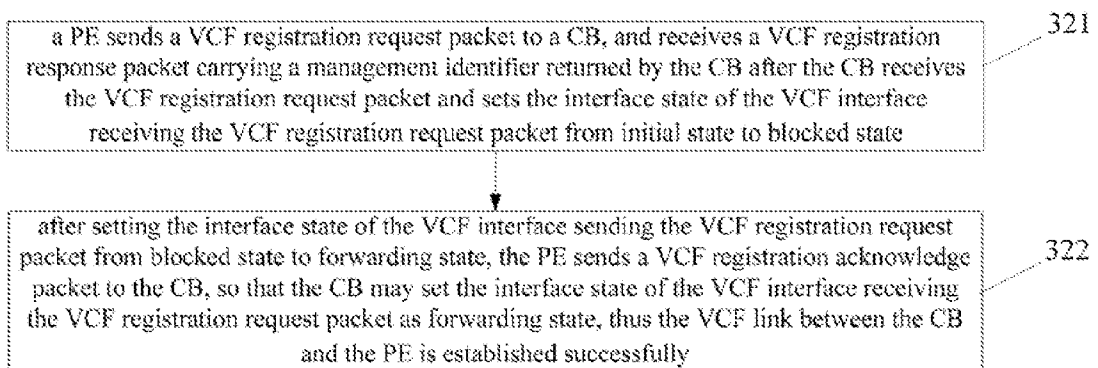 a PE sends a VCF registration request packet to a CB, and receives a VCF registration
response packet carrying a management identifier returned by the CB after the CB receives
the VCF registration request packet and sets the interface state of the VCF interface
receiving the VCF registration request packet from initial state to blocked state
321
after setting the interface state of the VCF interface sending the VCF registration request
packet from blocked state to forwarding state, the PE sends a VCF registration acknowledge
packet to the CB, so that the CB may set the interface state of the VCF interface receiving
the VCF registration request packet as forwarding state, thus the VCF link between the CB
and the PE is established successfully
322